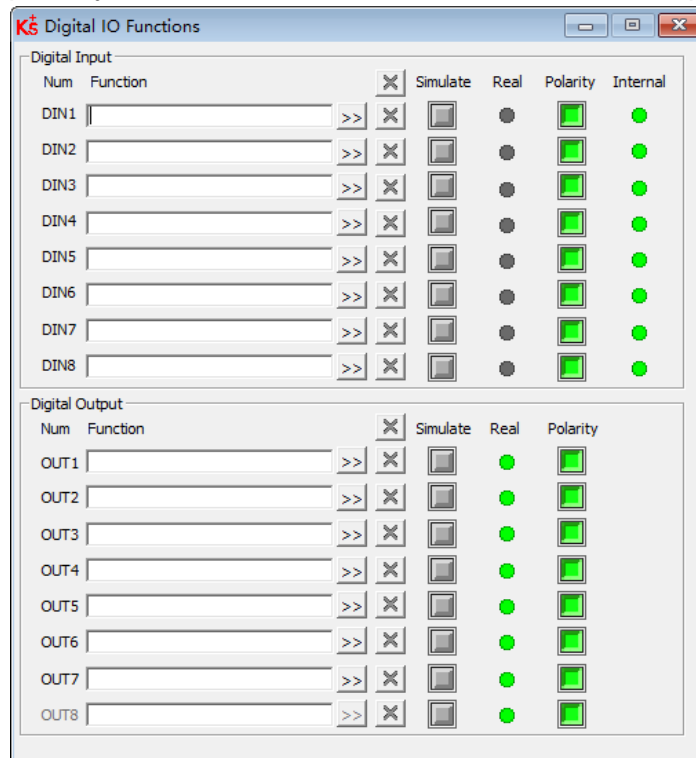 Kṡ Digital IO Functions
Digital Input
Num Function Simulate Real Polarity Internal
DIN1 >>
DIN2 >>
DIN3 >>
DIN4 >>
DIN5 >>
DIN6 >>
DIN7 >>
DIN8 >>
Digital Output
Num Function Simulate Real Polarity
OUT1 >>
OUT2 >>
OUT3 >>
OUT4 >>
OUT5 >>
OUT6 >>
OUT7 >>
OUT8 >>